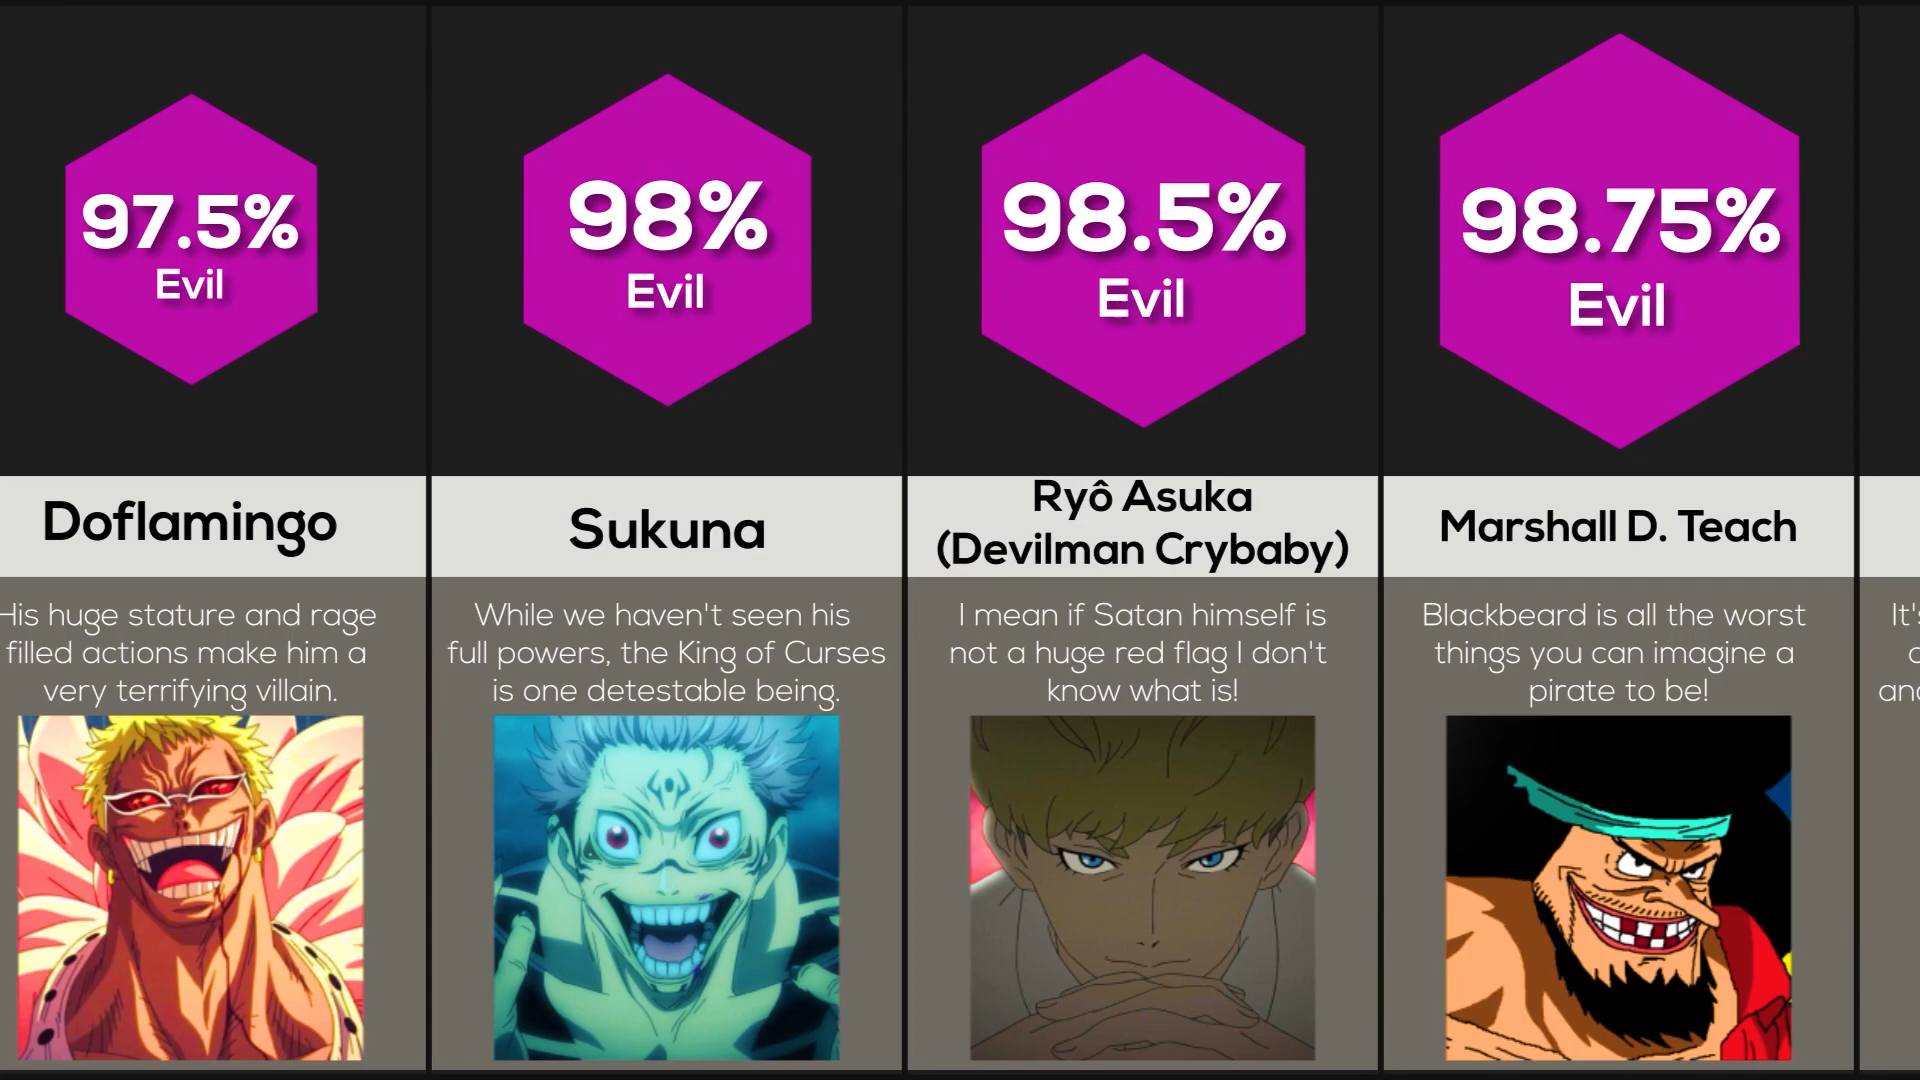 97.5%
Evil
Doflamingo
His huge stature and rage
filled actions make him a
very terrifying villain.
98%
Evil
Sukuna
While we haven't seen his
full powers, the King of Curses
is one detestable being.
98.5%
Evil
Ryô Asuka
(Devilman Crybaby)
I mean if Satan himself is
not a huge red flag I don't
know what is!
98.75%
Evil
Marshall D. Teach
Blackbeard is all the worst
things you can imagine a
pirate to be!